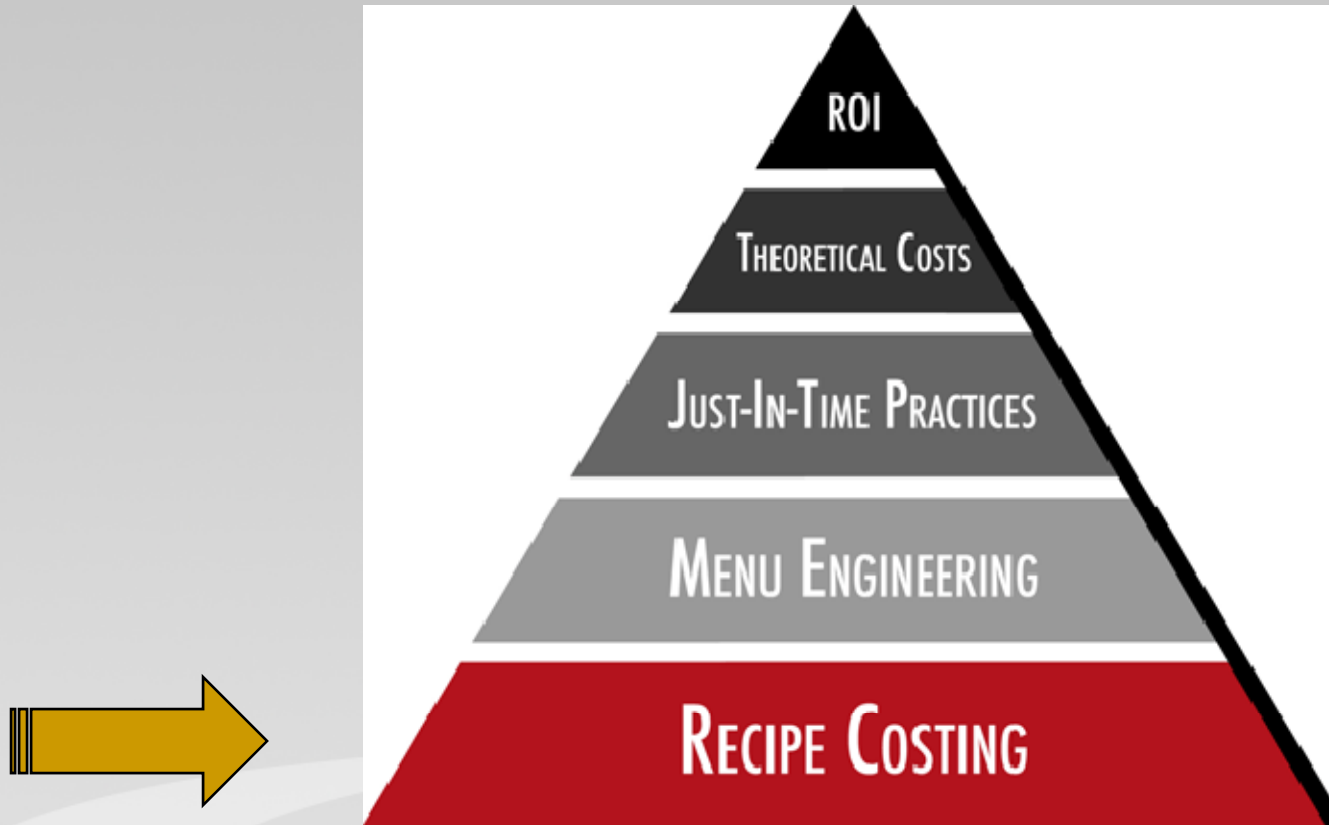 ROI
THEORETICAL COSTS
JUST-IN-TIME PRACTICES
MENU ENGINEERING
RECIPE COSTING